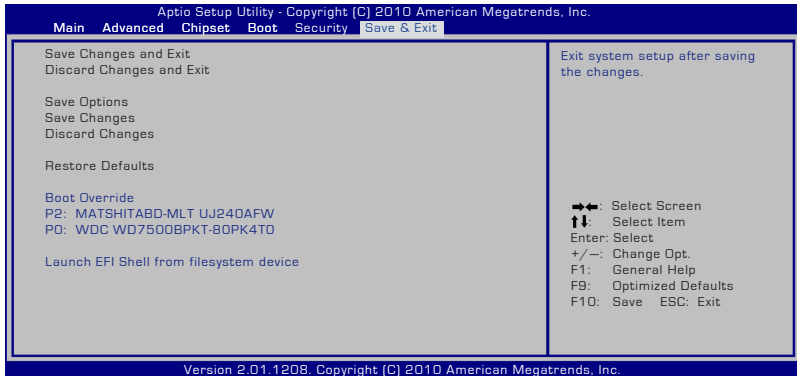 Aptio Setup Utility - Copyright (C) 2010 American Megatrends, Inc.
Main Advanced Chipset Boot Security Save & Exit
Save Changes and Exit
Discard Changes and Exit
Save Options
Save Changes
Discard Changes
Restore Defaults
Boot Override
P2: MATSHITABD-MLT UJ240AFW
P0: WDC WD7500BPKT-80PK4T0
Launch EFI Shell from filesystem device
Exit system setup after saving
the changes.
→←: Select Screen
↑↓: Select Item
Enter: Select
+/—: Change Opt.
F1: General Help
F9: Optimized Defaults
F10: Save ESC: Exit
Version 2.01.1208. Copyright (C) 2010 American Megatrends, Inc.